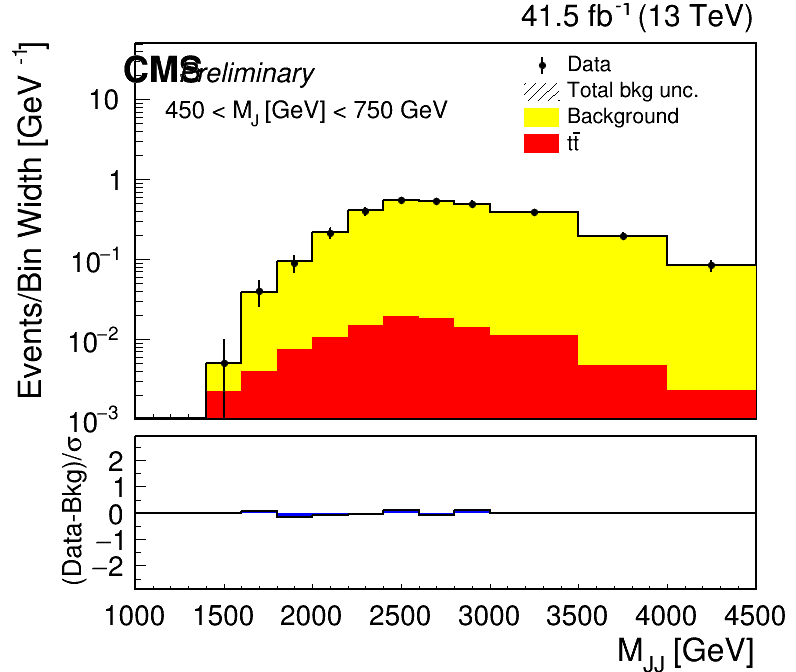 41.5 fb⁻¹ (13 TeV)
CMS Preliminary
450 < M_J [GeV] < 750 GeV
Data
Total bkg unc.
Background
tt̄
Events/Bin Width [GeV⁻¹]
10
1
10⁻¹
10⁻²
10⁻³
(Data-Bkg)/σ
2
1
0
−1
−2
1000 1500 2000 2500 3000 3500 4000 4500
M_JJ [GeV]